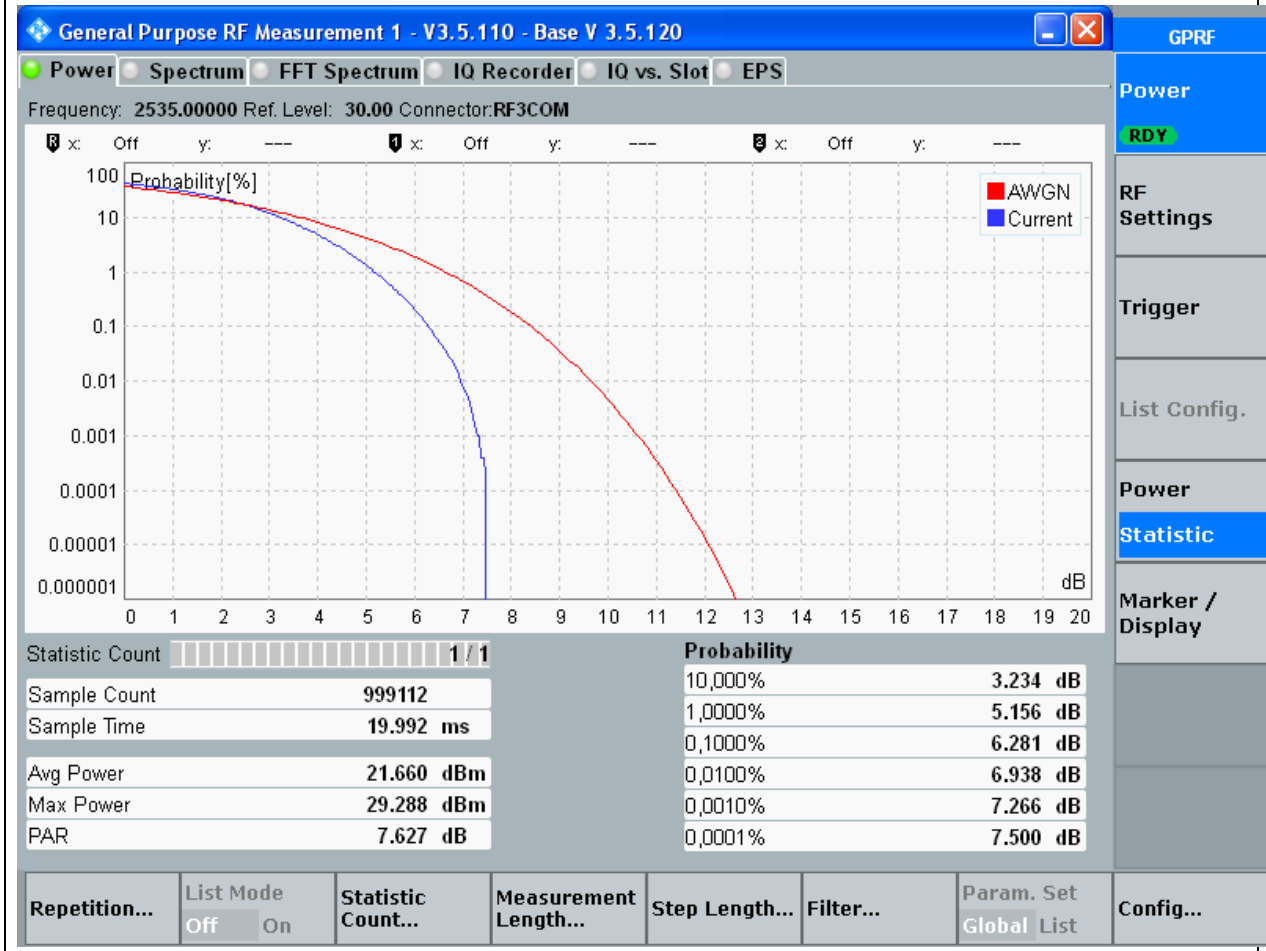 General Purpose RF Measurement 1 - V3.5.110 - Base V 3.5.120
GPRF
Power Spectrum FFT Spectrum IQ Recorder IQ vs. Slot EPS
Frequency: 2535.00000 Ref. Level: 30.00 Connector:RF3COM
Power
RDY
R x: Off y: --- 1 x: Off y: --- 2 x: Off y: ---
Probability[%]
AWGN
Current
100
10
1
0.1
0.01
0.001
0.0001
0.00001
0.000001
dB
0 1 2 3 4 5 6 7 8 9 10 11 12 13 14 15 16 17 18 19 20
RF
Settings
Trigger
List Config.
Power
Statistic
Marker /
Display
Statistic Count 1 / 1
Sample Count 999112
Sample Time 19.992 ms
Avg Power 21.660 dBm
Max Power 29.288 dBm
PAR 7.627 dB
Probability
10,000% 3.234 dB
1,0000% 5.156 dB
0,1000% 6.281 dB
0,0100% 6.938 dB
0,0010% 7.266 dB
0,0001% 7.500 dB
Repetition...
List Mode
Off On
Statistic
Count...
Measurement
Length...
Step Length...
Filter...
Param. Set
Global List
Config...